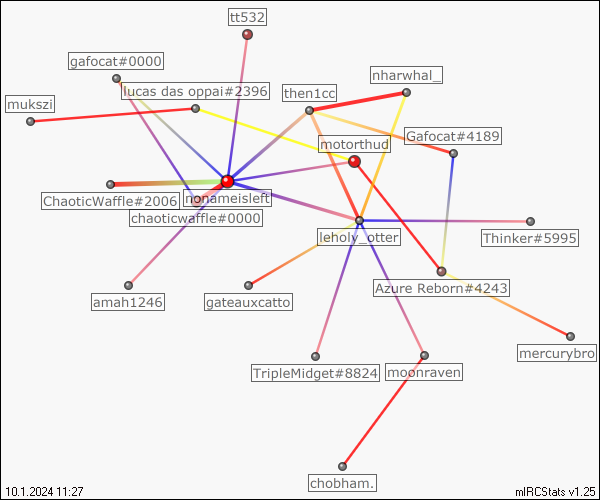 tt532
gafocat#0000
nharwhal_
lucas das oppai#2396
then1cc
mukszi
Gafocat#4189
motorthud
ChaoticWaffle#2006
nonameisleft
chaoticwaffle#0000
leholy_otter
Thinker#5995
amah1246
gateauxcatto
Azure Reborn#4243
mercurybro
TripleMidget#8824
moonraven
chobham.
10.1.2024 11:27
mIRCStats v1.25